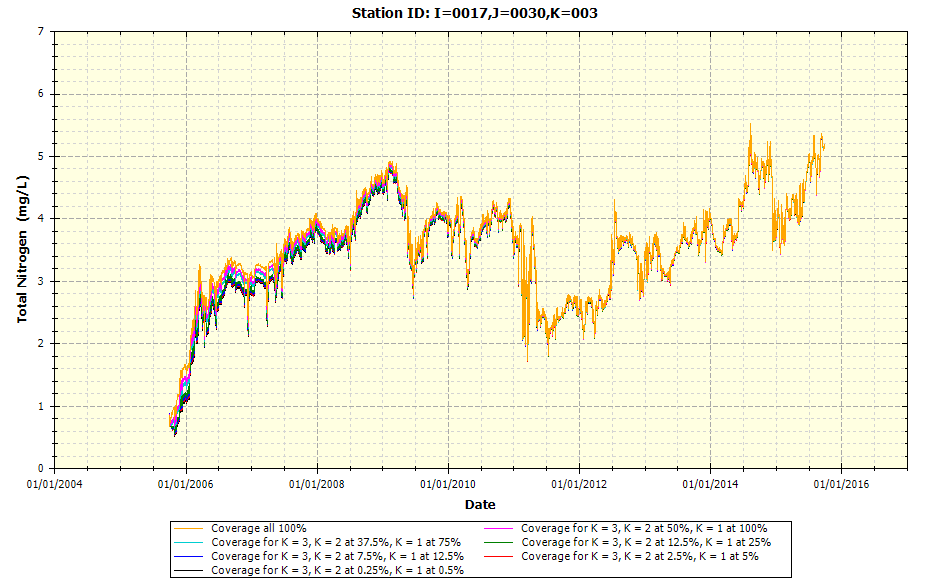 Station ID: I=0017,J=0030,K=003
7
6
5
4
3
2
1
0
Total Nitrogen (mg/L)
01/01/2004 01/01/2006 01/01/2008 01/01/2010 01/01/2012 01/01/2014 01/01/2016
Date
Coverage all 100% Coverage for K = 3, K = 2 at 50%, K = 1 at 100%
Coverage for K = 3, K = 2 at 37.5%, K = 1 at 75% Coverage for K = 3, K = 2 at 12.5%, K = 1 at 25%
Coverage for K = 3, K = 2 at 7.5%, K = 1 at 12.5% Coverage for K = 3, K = 2 at 2.5%, K = 1 at 5%
Coverage for K = 3, K = 2 at 0.25%, K = 1 at 0.5%